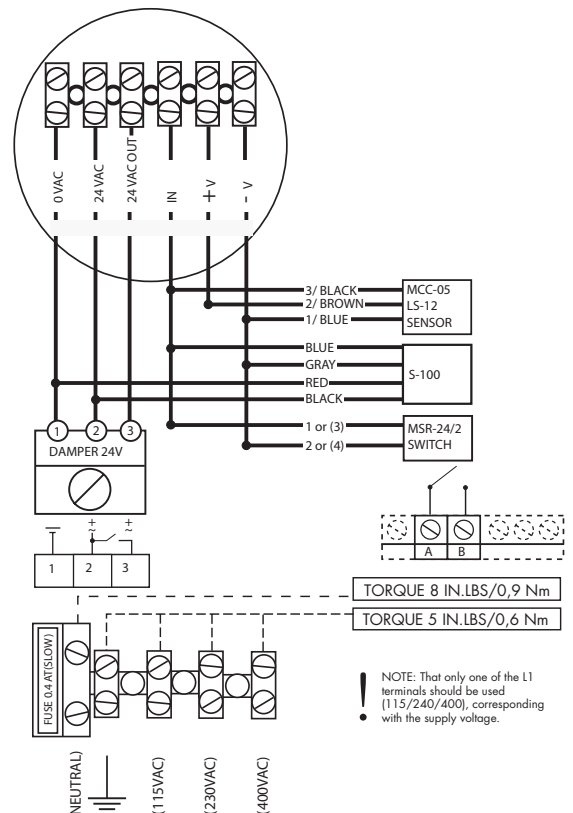 0 VAC
24 VAC
24 VAC OUT
IN
+ V
- V
3/ BLACK
2/ BROWN
1/ BLUE
MCC-05
LS-12
SENSOR
BLUE
GRAY
RED
BLACK
S-100
1 or (3)
2 or (4)
MSR-24/2
SWITCH
1 2 3
DAMPER 24V
A B
+ +
~ ~
1 2 3
TORQUE 8 IN.LBS/0,9 Nm
TORQUE 5 IN.LBS/0,6 Nm
FUSE 0.4 AT(SLOW)
! NOTE: That only one of the L1
terminals should be used
(115/240/400), corresponding
with the supply voltage.
NEUTRAL)
(115VAC)
(230VAC)
(400VAC)